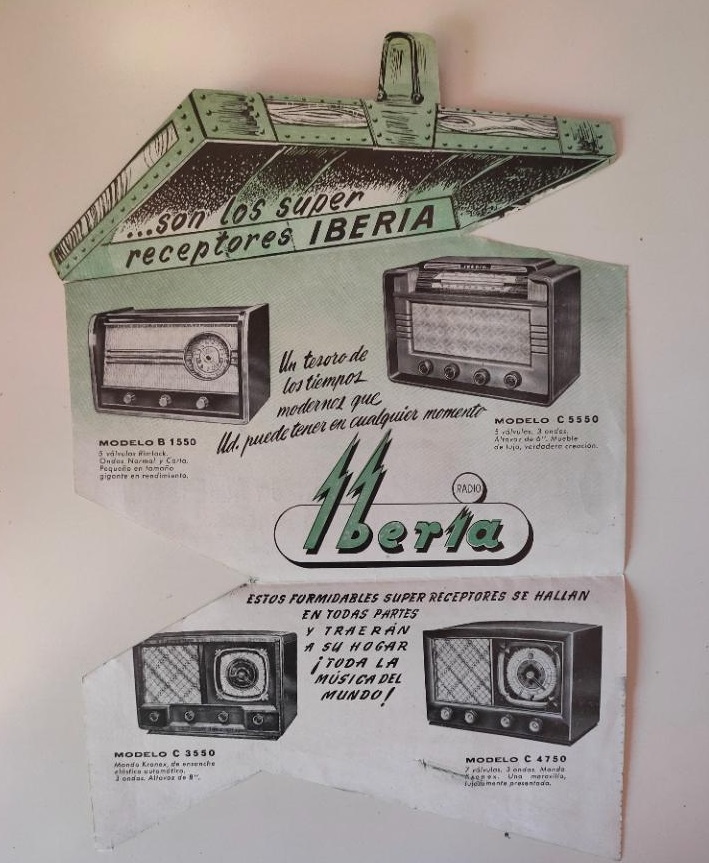 ...son los super
receptores IBERIA
IBERIA
Un tesoro de
los tiempos
modernos que
Ud. puede tener en cualquier momento
MODELO B 1550
5 válvulas Rimlock.
Ondas Normal y Corta.
Pequeño en tamaño
gigante en rendimiento.
MODELO C 5550
5 válvulas. 3 ondas.
Altavoz de 6". Mueble
de lujo, verdadera creación.
RADIO
Iberia
ESTOS FORMIDABLES SUPER RECEPTORES SE HALLAN
EN TODAS PARTES
Y TRAERÁN
A SU HOGAR
¡TODA LA
MÚSICA DEL
MUNDO!
MODELO C 3550
Mando Kronex, de ensanche
elástico automático.
3 ondas. Altavoz de 8".
MODELO C 4750
7 válvulas. 3 ondas Mando
Kronex. Una maravilla,
lujosamente presentada.